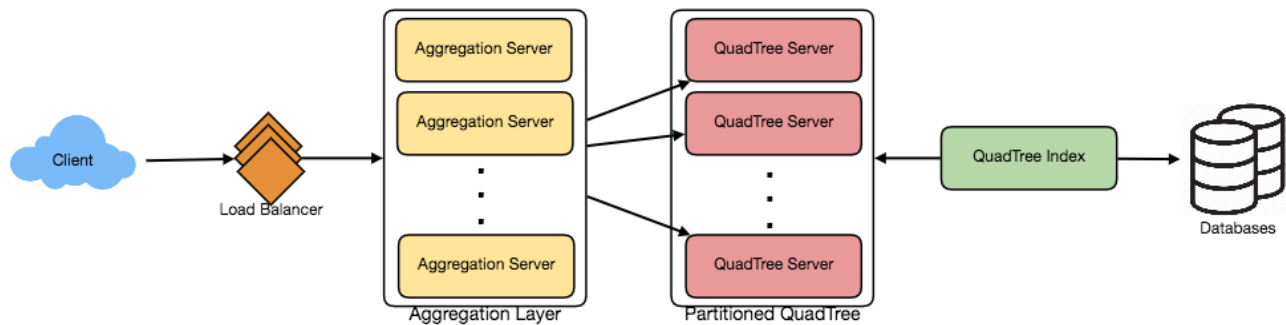 Client
Load Balancer
Aggregation Server
Aggregation Server
Aggregation Server
Aggregation Layer
QuadTree Server
QuadTree Server
QuadTree Server
Partitioned QuadTree
QuadTree Index
Databases